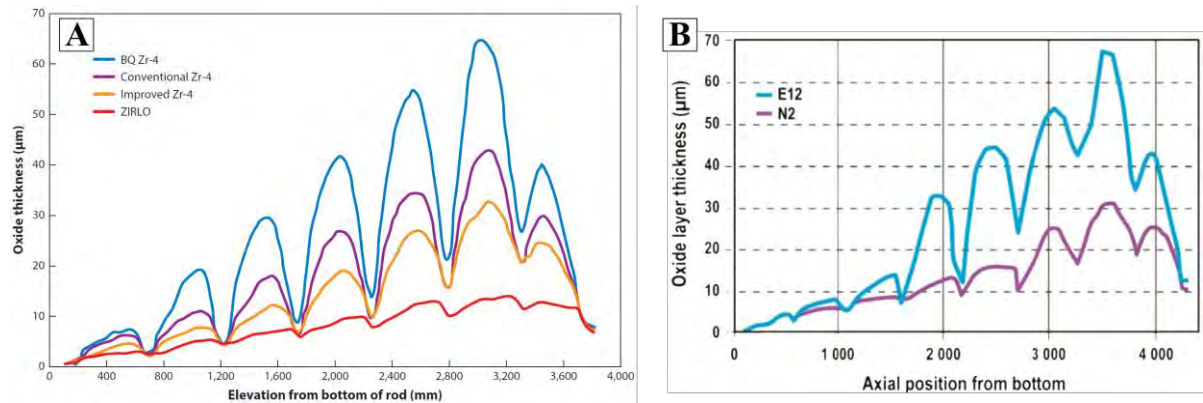 A
BQ Zr-4
Conventional Zr-4
Improved Zr-4
ZIRLO
Oxide thickness (µm)
70
60
50
40
30
20
10
0
0 400 800 1,200 1,600 2,000 2,400 2,800 3,200 3,600 4,000
Elevation from bottom of rod (mm)
B
E12
N2
Oxide layer thickness (µm)
70
60
50
40
30
20
10
0
0 1 000 2 000 3 000 4 000
Axial position from bottom